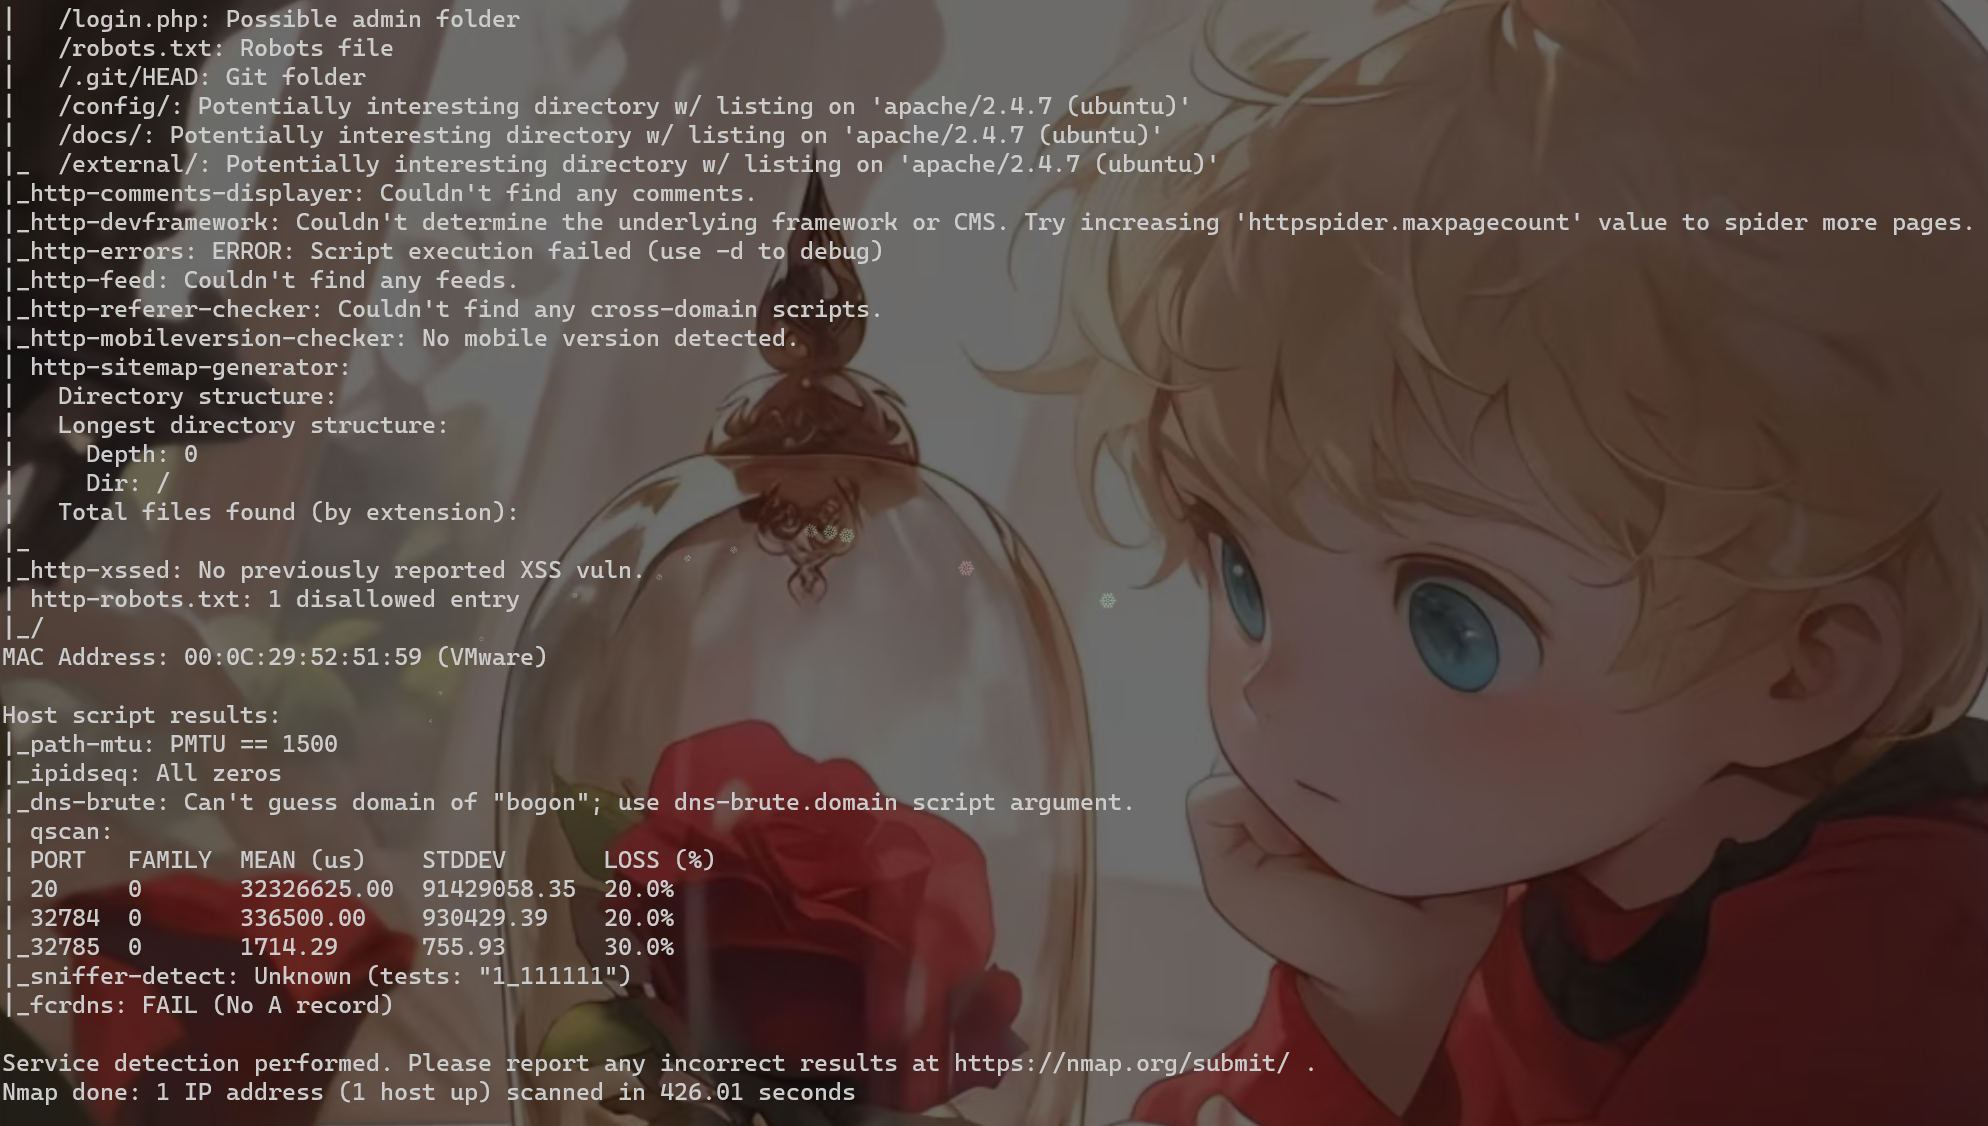 |   /login.php: Possible admin folder
|   /robots.txt: Robots file
|   /.git/HEAD: Git folder
|   /config/: Potentially interesting directory w/ listing on 'apache/2.4.7 (ubuntu)'
|   /docs/: Potentially interesting directory w/ listing on 'apache/2.4.7 (ubuntu)'
|_  /external/: Potentially interesting directory w/ listing on 'apache/2.4.7 (ubuntu)'
|_http-comments-displayer: Couldn't find any comments.
|_http-devframework: Couldn't determine the underlying framework or CMS. Try increasing 'httpspider.maxpagecount' value to spider more pages.
|_http-errors: ERROR: Script execution failed (use -d to debug)
|_http-feed: Couldn't find any feeds.
|_http-referer-checker: Couldn't find any cross-domain scripts.
|_http-mobileversion-checker: No mobile version detected.
| http-sitemap-generator:
|   Directory structure:
|   Longest directory structure:
|     Depth: 0
|     Dir: /
|   Total files found (by extension):
|_
|_http-xssed: No previously reported XSS vuln.
| http-robots.txt: 1 disallowed entry
|_/
MAC Address: 00:0C:29:52:51:59 (VMware)

Host script results:
|_path-mtu: PMTU == 1500
|_ipidseq: All zeros
|_dns-brute: Can't guess domain of "bogon"; use dns-brute.domain script argument.
| qscan:
| PORT   FAMILY  MEAN (us)    STDDEV       LOSS (%)
| 20     0       32326625.00  91429058.35  20.0%
| 32784  0       336500.00    930429.39    20.0%
|_32785  0       1714.29      755.93       30.0%
|_sniffer-detect: Unknown (tests: "1_111111")
|_fcrdns: FAIL (No A record)

Service detection performed. Please report any incorrect results at https://nmap.org/submit/ .
Nmap done: 1 IP address (1 host up) scanned in 426.01 seconds